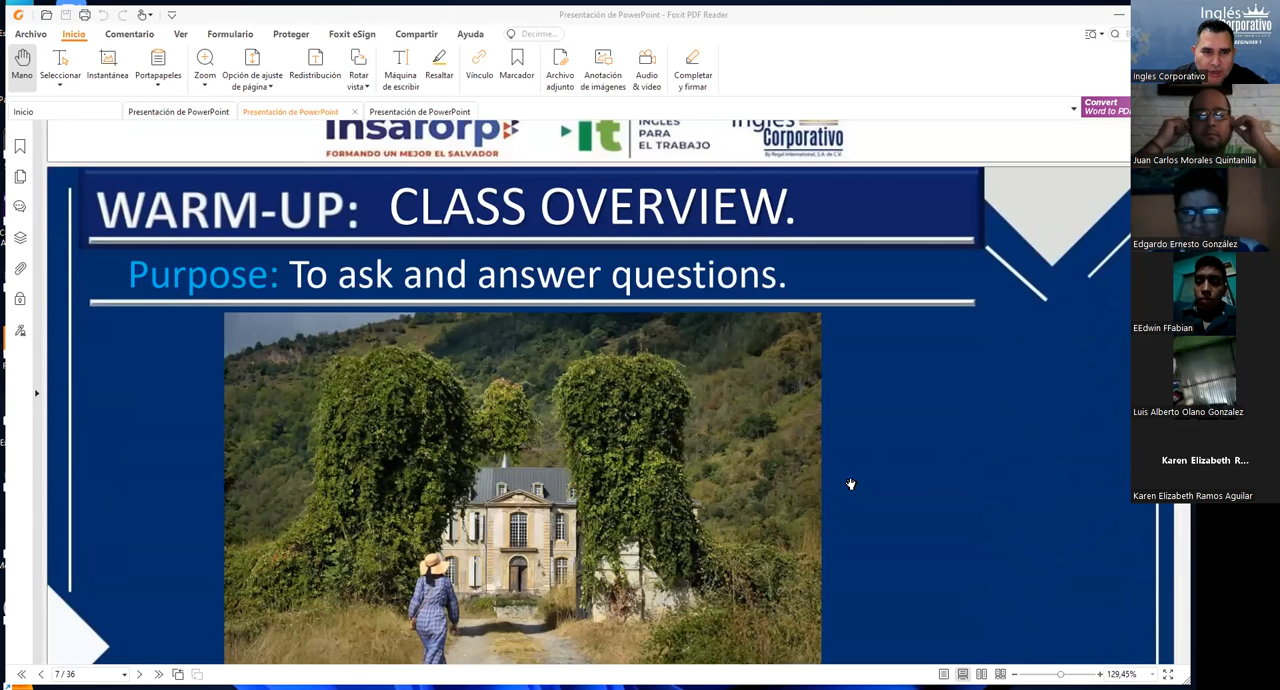 Presentación de PowerPoint - Foxit PDF Reader
Archivo Inicio Comentario Ver Formulario Proteger Foxit eSign Compartir Ayuda Decirme...
Mano
Seleccionar
Instantánea
Portapapeles
Zoom
Opción de ajuste
de página
Redistribución
Rotar
vista
Máquina
de escribir
Resaltar
Vínculo
Marcador
Archivo
adjunto
Anotación
de imágenes
Audio
& video
Completar
y firmar
Inicio Presentación de PowerPoint Presentación de PowerPoint Presentación de PowerPoint
Convert
insaforp
FORMANDO UN MEJOR EL SALVADOR
it
INGLÉS
PARA
EL TRABAJO
Inglés
Corporativo
By Regal International, S.A. de C.V.
WARM-UP: CLASS OVERVIEW.
Purpose: To ask and answer questions.
7 / 36
129,45%
Inglés
Corporativo
BEGINNER 1
Ingles Corporativo
Juan Carlos Morales Quintanilla
Edgardo Ernesto González
EEdwin FFabian
Luis Alberto Olano Gonzalez
Karen Elizabeth R...
Karen Elizabeth Ramos Aguilar